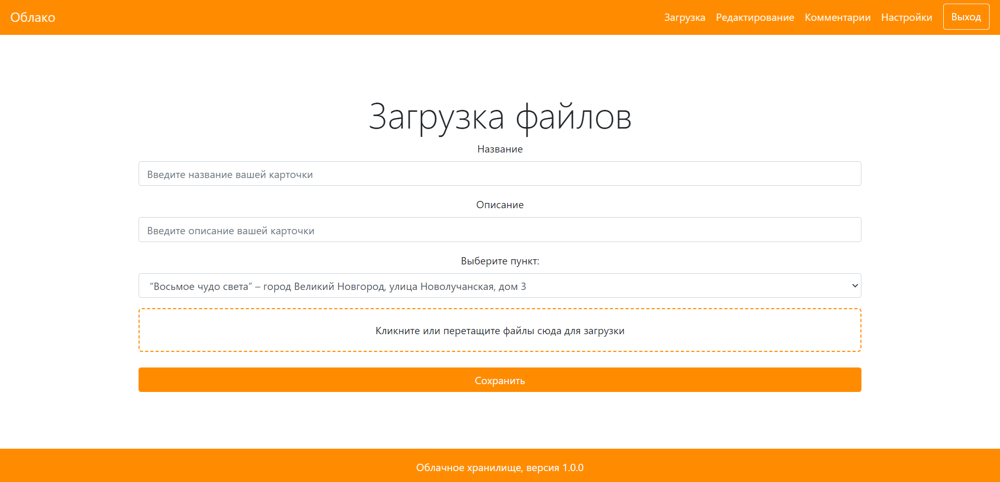 Облако
Загрузка Редактирование Комментарии Настройки Выход
Загрузка файлов
Название
Введите название вашей карточки
Описание
Введите описание вашей карточки
Выберите пункт:
“Восьмое чудо света” – город Великий Новгород, улица Новолучанская, дом 3
Кликните или перетащите файлы сюда для загрузки
Сохранить
Облачное хранилище, версия 1.0.0